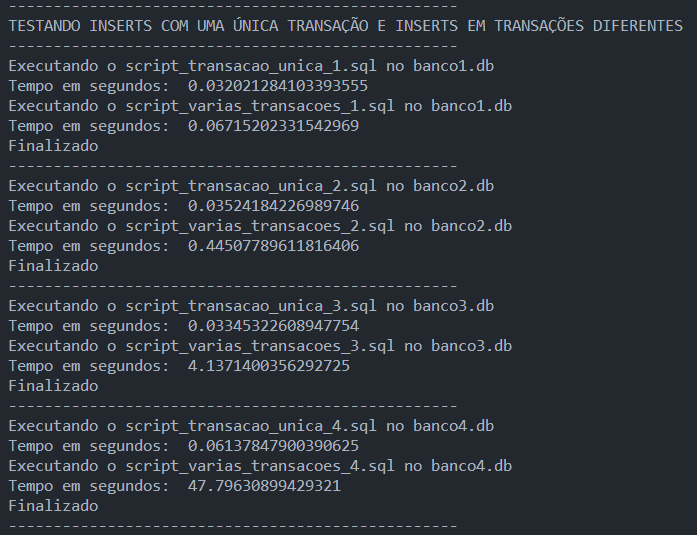 --------------------------------------------------
TESTANDO INSERTS COM UMA ÚNICA TRANSAÇÃO E INSERTS EM TRANSAÇÕES DIFERENTES
--------------------------------------------------
Executando o script_transacao_unica_1.sql no banco1.db
Tempo em segundos:  0.032021284103393555
Executando o script_varias_transacoes_1.sql no banco1.db
Tempo em segundos:  0.06715202331542969
Finalizado
--------------------------------------------------
Executando o script_transacao_unica_2.sql no banco2.db
Tempo em segundos:  0.03524184226989746
Executando o script_varias_transacoes_2.sql no banco2.db
Tempo em segundos:  0.44507789611816406
Finalizado
--------------------------------------------------
Executando o script_transacao_unica_3.sql no banco3.db
Tempo em segundos:  0.03345322608947754
Executando o script_varias_transacoes_3.sql no banco3.db
Tempo em segundos:  4.1371400356292725
Finalizado
--------------------------------------------------
Executando o script_transacao_unica_4.sql no banco4.db
Tempo em segundos:  0.06137847900390625
Executando o script_varias_transacoes_4.sql no banco4.db
Tempo em segundos:  47.79630899429321
Finalizado
--------------------------------------------------